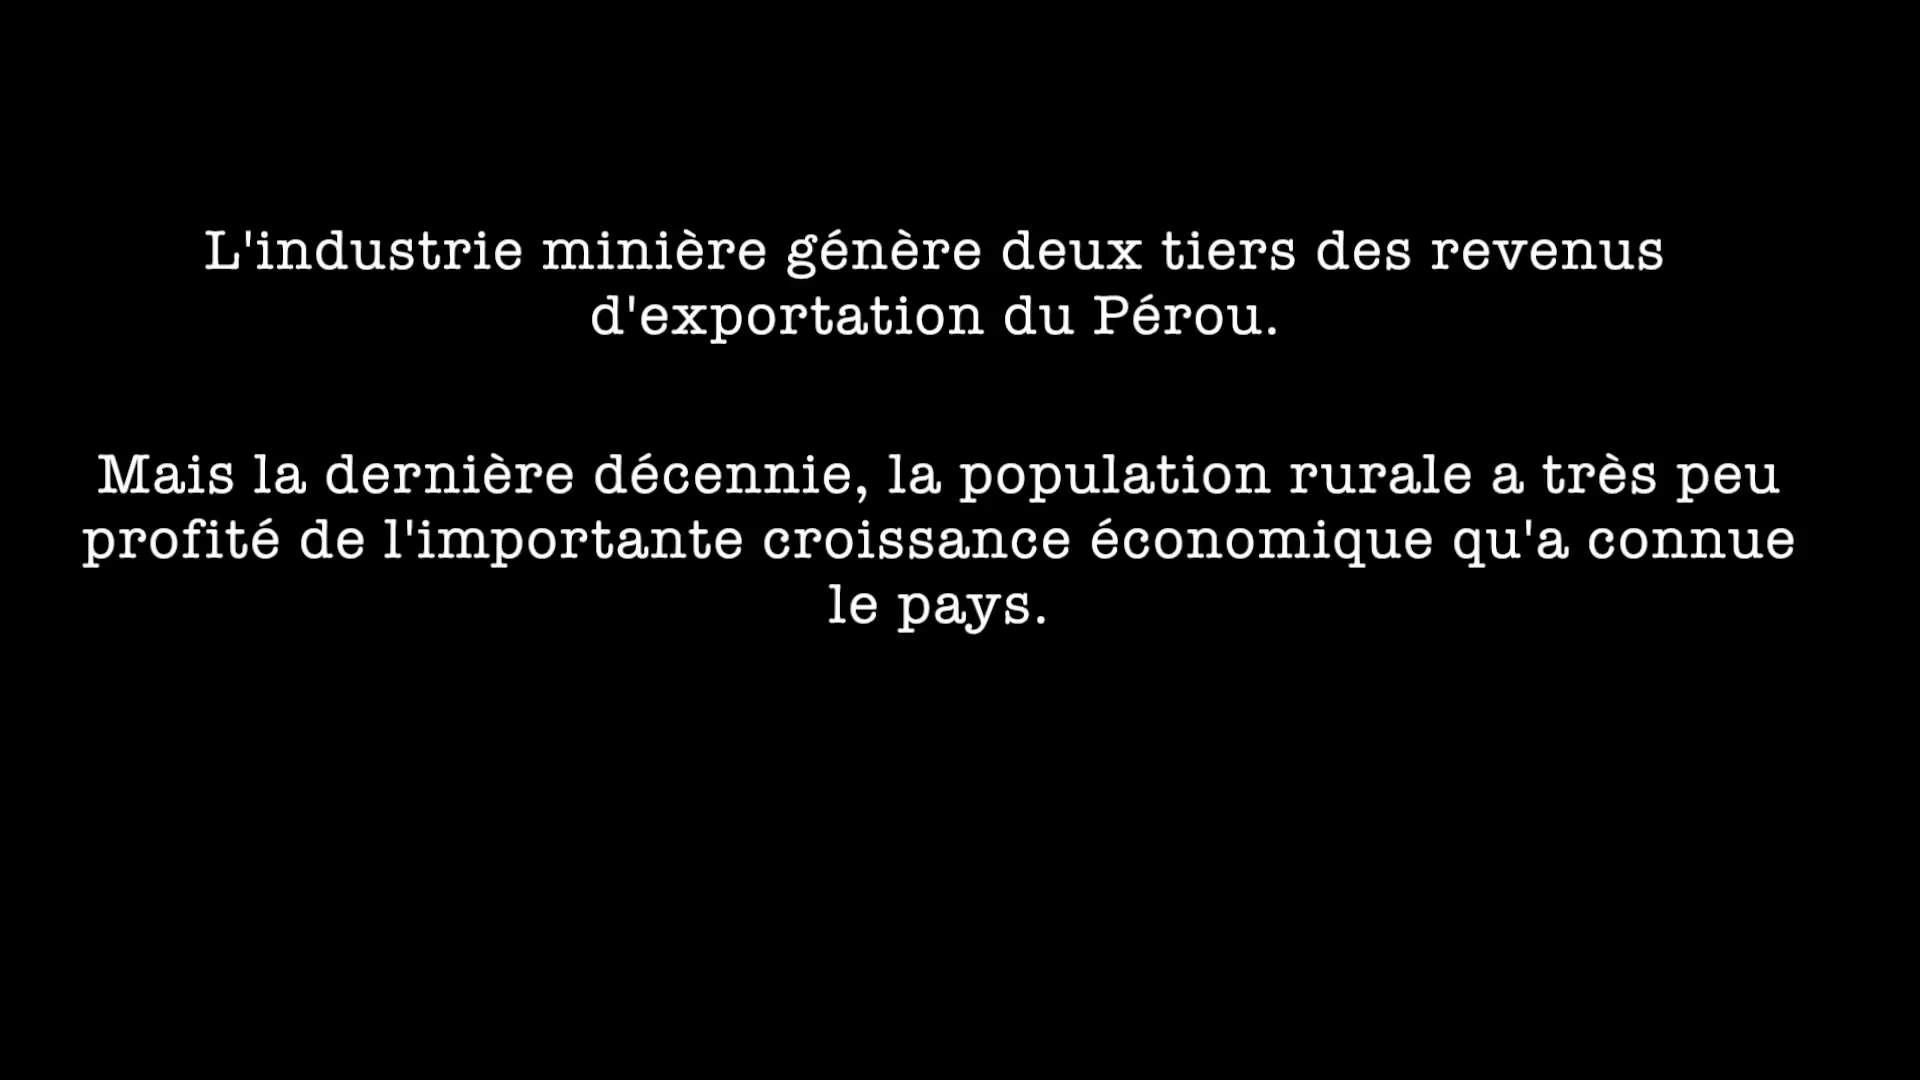 L'industrie minière génère deux tiers des revenus
d'exportation du Pérou.
Mais la dernière décennie, la population rurale a très peu
profité de l'importante croissance économique qu'a connue
le pays.